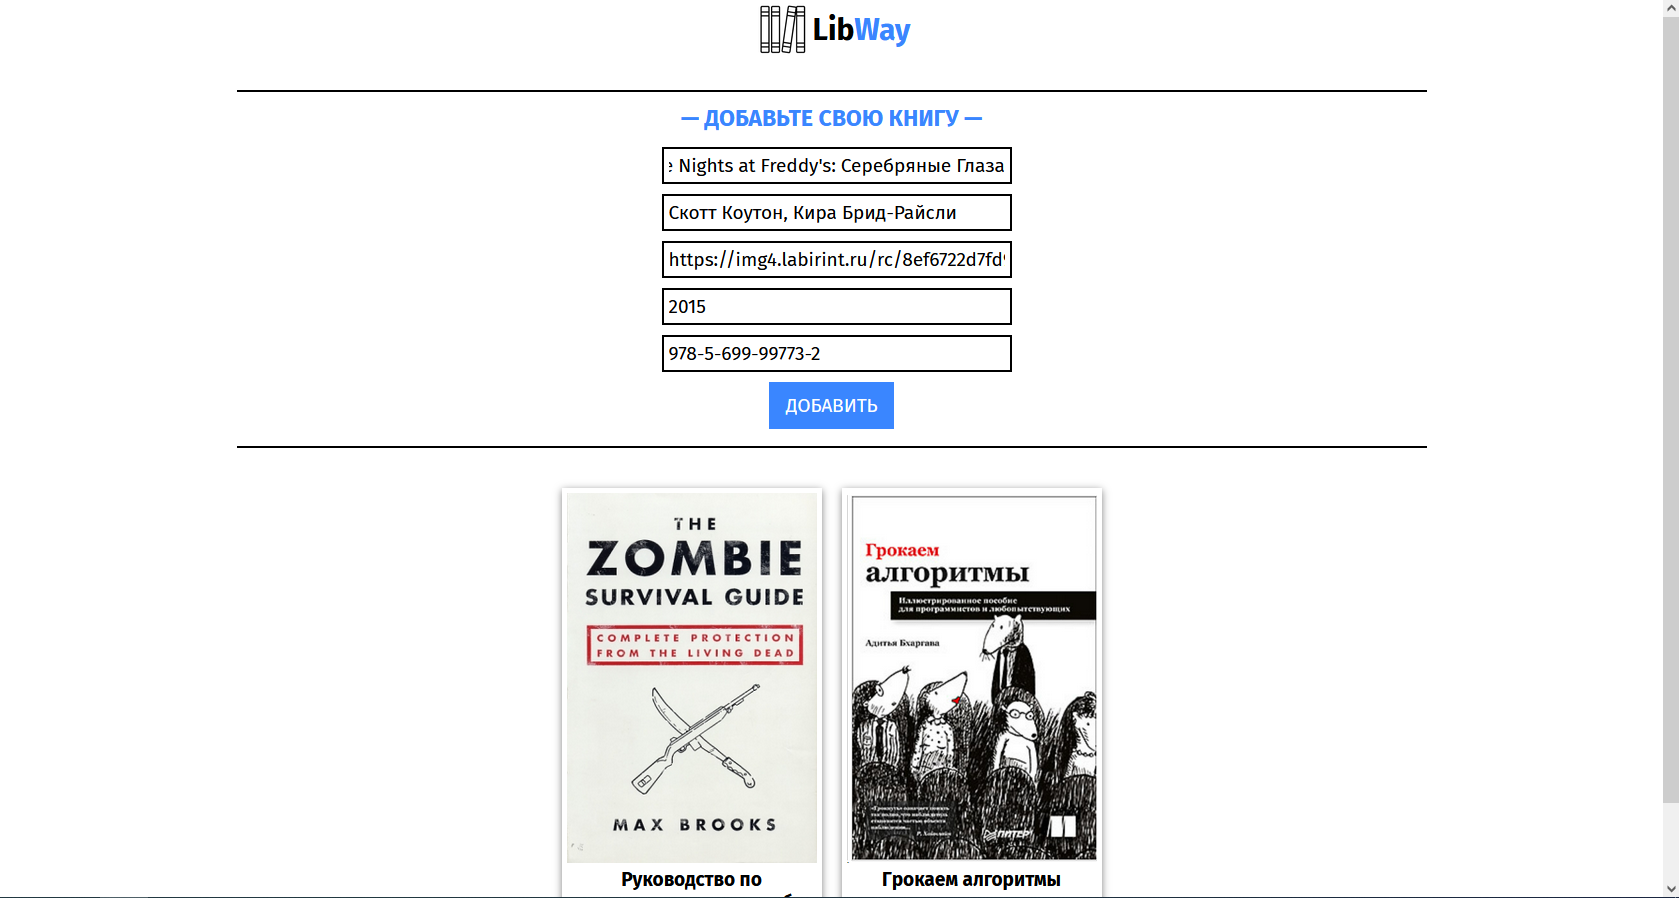 LibWay
— ДОБАВЬТЕ СВОЮ КНИГУ —
Nights at Freddy's: Серебряные Глаза
Скотт Коутон, Кира Брид-Райсли
https://img4.labirint.ru/rc/8ef6722d7fd
2015
978-5-699-99773-2
ДОБАВИТЬ
THE
ZOMBIE
SURVIVAL GUIDE
COMPLETE PROTECTION
FROM THE LIVING DEAD
MAX BROOKS
Руководство по
Грокаем
алгоритмы
Иллюстрированное пособие
для программистов и любопытствующих
Адитья Бхаргава
ПИТЕР
Грокаем алгоритмы